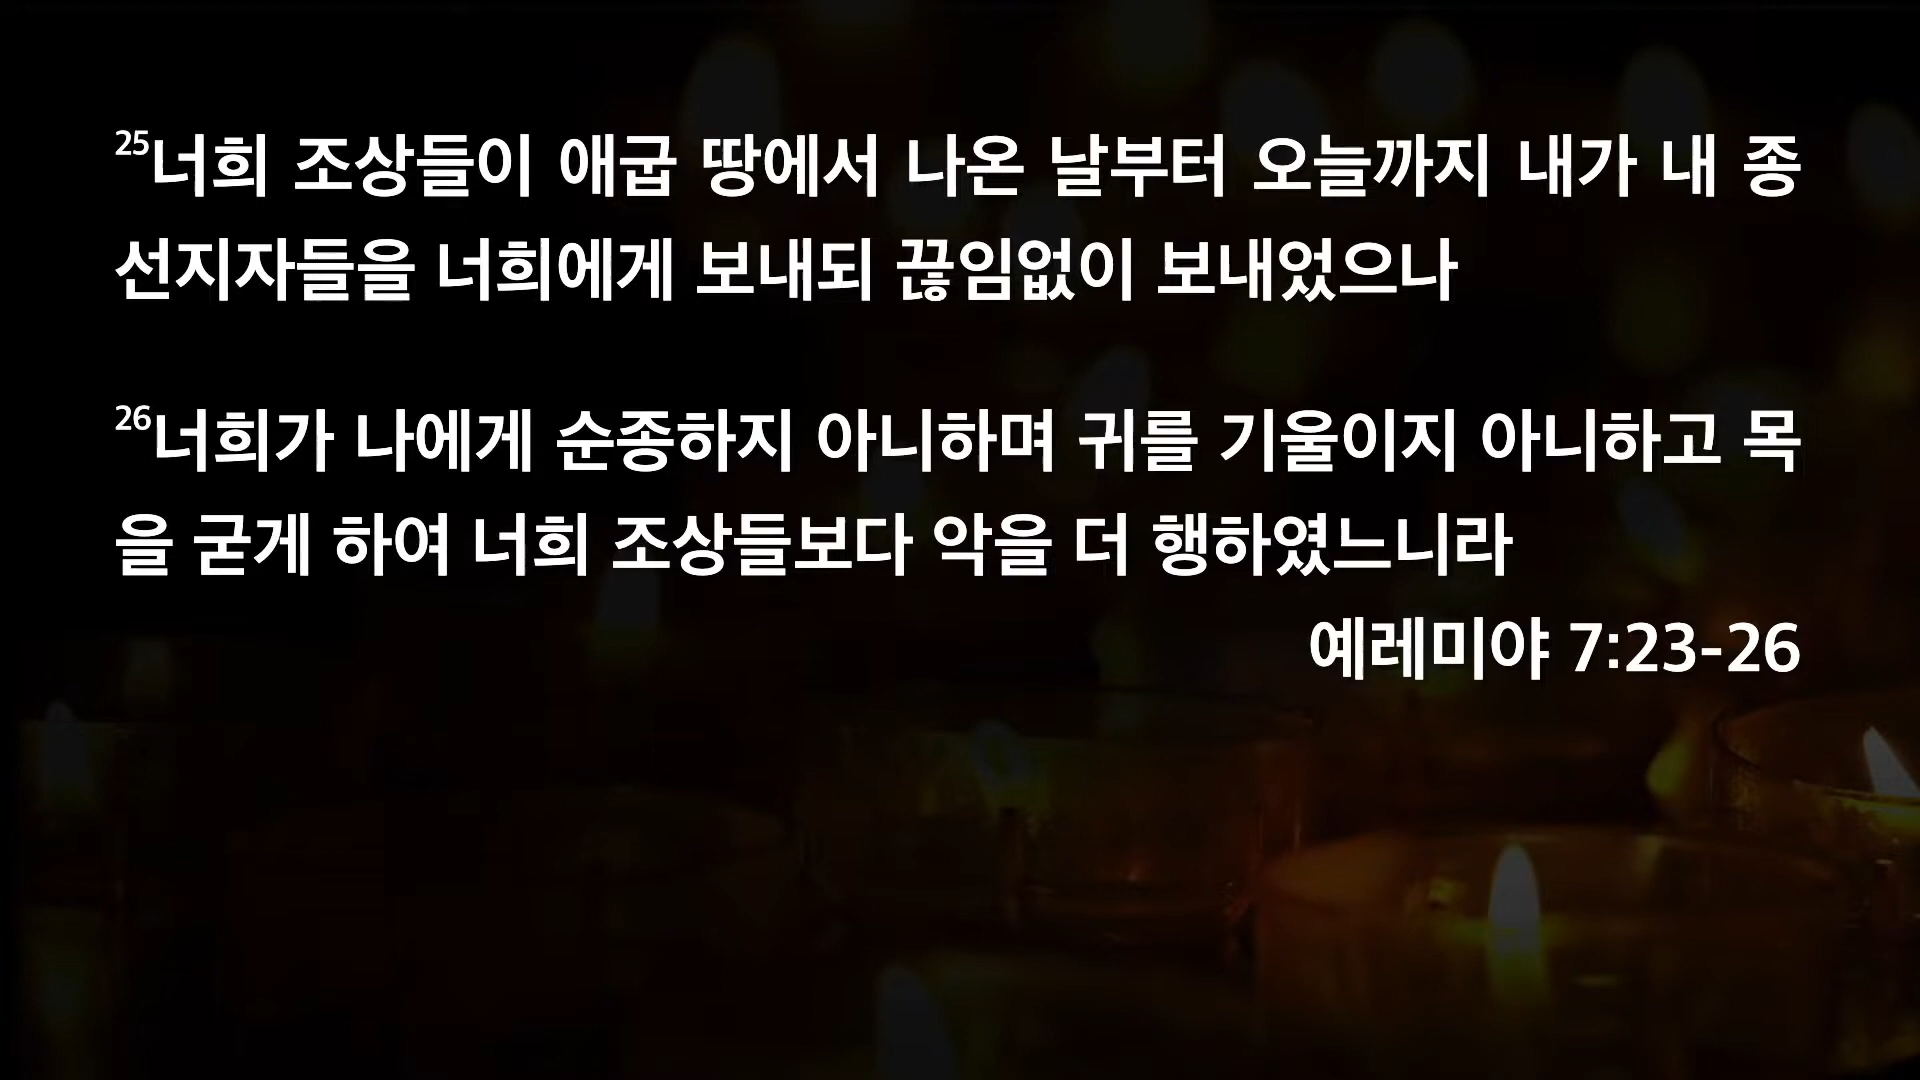 25너희 조상들이 애굽 땅에서 나온 날부터 오늘까지 내가 내 종
선지자들을 너희에게 보내되 끊임없이 보내었으나
26너희가 나에게 순종하지 아니하며 귀를 기울이지 아니하고 목
을 굳게 하여 너희 조상들보다 악을 더 행하였느니라
예레미야 7:23-26